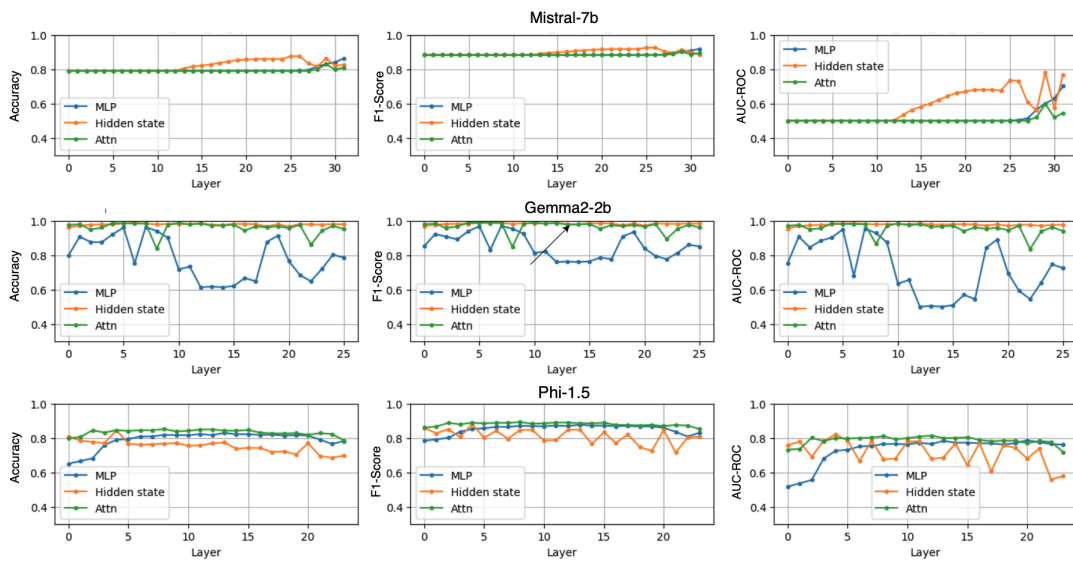 Mistral-7b
Accuracy
1.0
0.8
0.6
0.4
MLP
Hidden state
Attn
0 5 10 15 20 25 30
Layer
F1-Score
1.0
0.8
0.6
0.4
MLP
Hidden state
Attn
0 5 10 15 20 25 30
Layer
AUC-ROC
1.0
0.8
0.6
0.4
MLP
Hidden state
Attn
0 5 10 15 20 25 30
Layer
Gemma2-2b
Accuracy
1.0
0.8
0.6
0.4
MLP
Hidden state
Attn
0 5 10 15 20 25
Layer
F1-Score
1.0
0.8
0.6
0.4
MLP
Hidden state
Attn
0 5 10 15 20 25
Layer
AUC-ROC
1.0
0.8
0.6
0.4
MLP
Hidden state
Attn
0 5 10 15 20 25
Layer
Phi-1.5
Accuracy
1.0
0.8
0.6
0.4
MLP
Hidden state
Attn
0 5 10 15 20
Layer
F1-Score
1.0
0.8
0.6
0.4
MLP
Hidden state
Attn
0 5 10 15 20
Layer
AUC-ROC
1.0
0.8
0.6
0.4
MLP
Hidden state
Attn
0 5 10 15 20
Layer